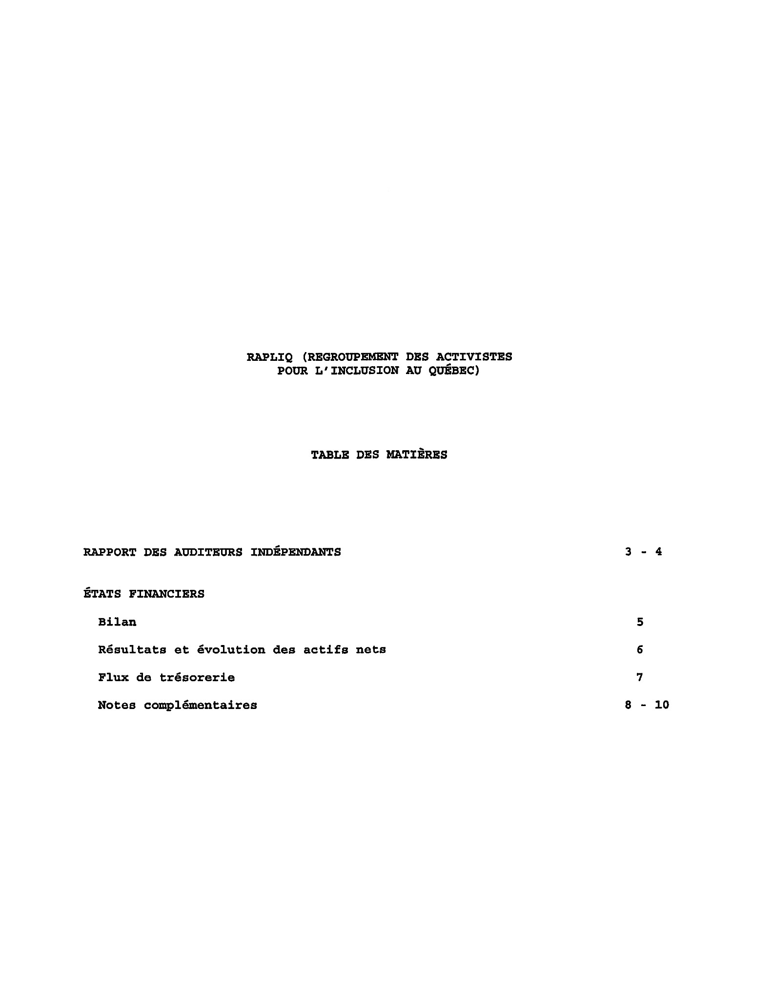 RAPLIQ (REGROUPEMENT DES ACTIVISTES
POUR L'INCLUSION AU QUÉBEC)
TABLE DES MATIÈRES
RAPPORT DES AUDITEURS INDÉPENDANTS 3 - 4
ÉTATS FINANCIERS
Bilan 5
Résultats et évolution des actifs nets 6
Flux de trésorerie 7
Notes complémentaires 8 - 10